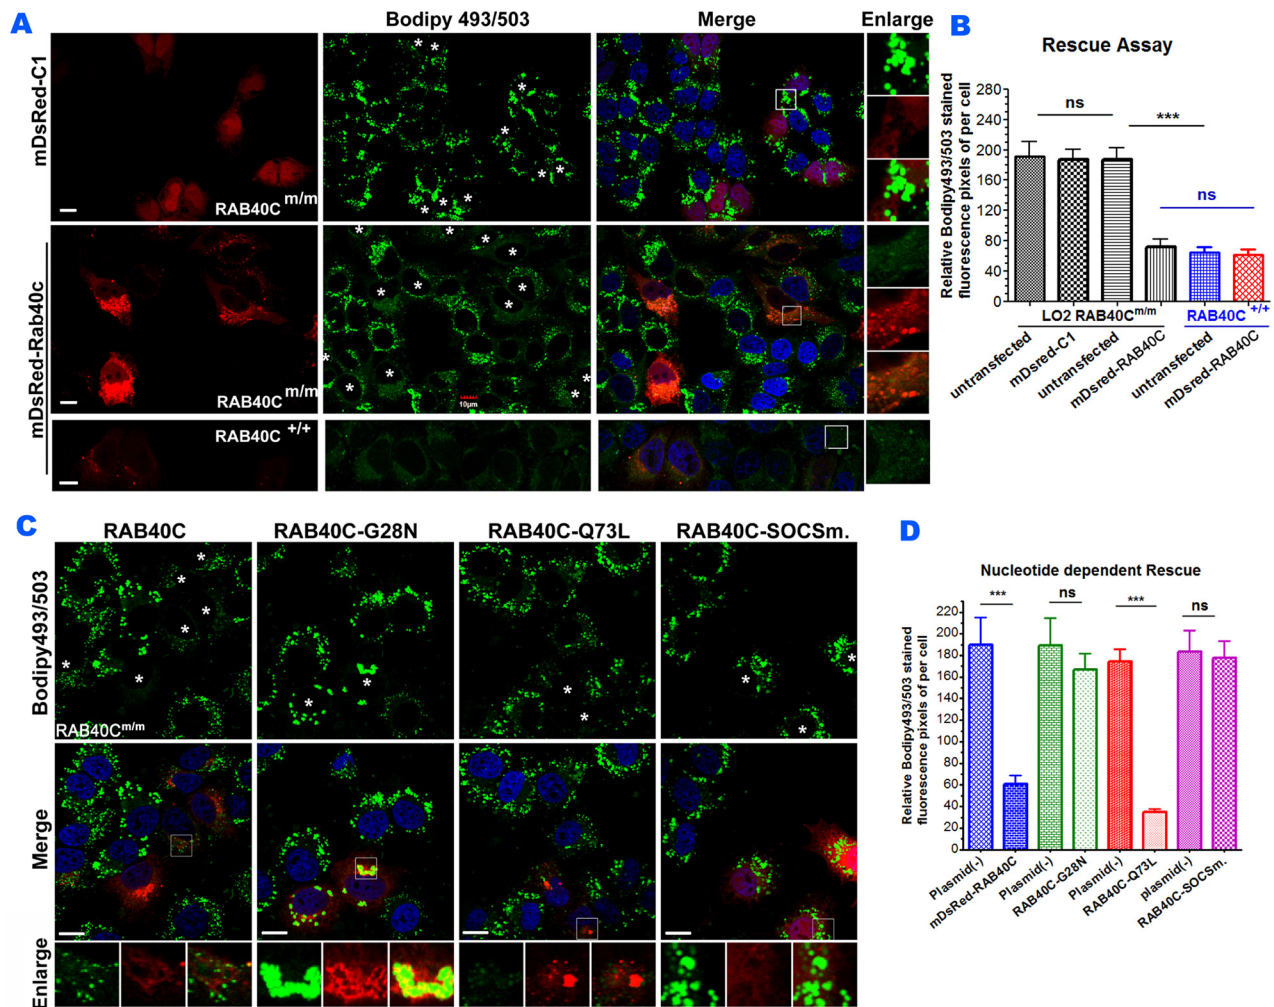 A
Bodipy 493/503
Merge
Enlarge
mDsRed-C1
RAB40C m/m
mDsRed-Rab40c
RAB40C m/m
10μm
RAB40C +/+
B
Rescue Assay
Relative Bodipy493/503 stained
fluorescence pixels of per cell
280
240
200
160
120
80
40
0
ns
***
ns
LO2 RAB40C m/m
RAB40C +/+
untransfected
mDsred-C1
untransfected
mDsred-RAB40C
untransfected
mDsred-RAB40C
C
RAB40C
RAB40C-G28N
RAB40C-Q73L
RAB40C-SOCSm.
Bodipy493/503
RAB40C m/m
Merge
Enlarge
D
Nucleotide dependent Rescue
Relative Bodipy493/503 stained
fluorescence pixels of per cell
220
200
180
160
140
120
100
80
60
40
20
0
***
ns
***
ns
Plasmid(-)
mDsRed-RAB40C
Plasmid(-)
RAB40C-G28N
Plasmid(-)
RAB40C-Q73L
plasmid(-)
RAB40C-SOCSm.